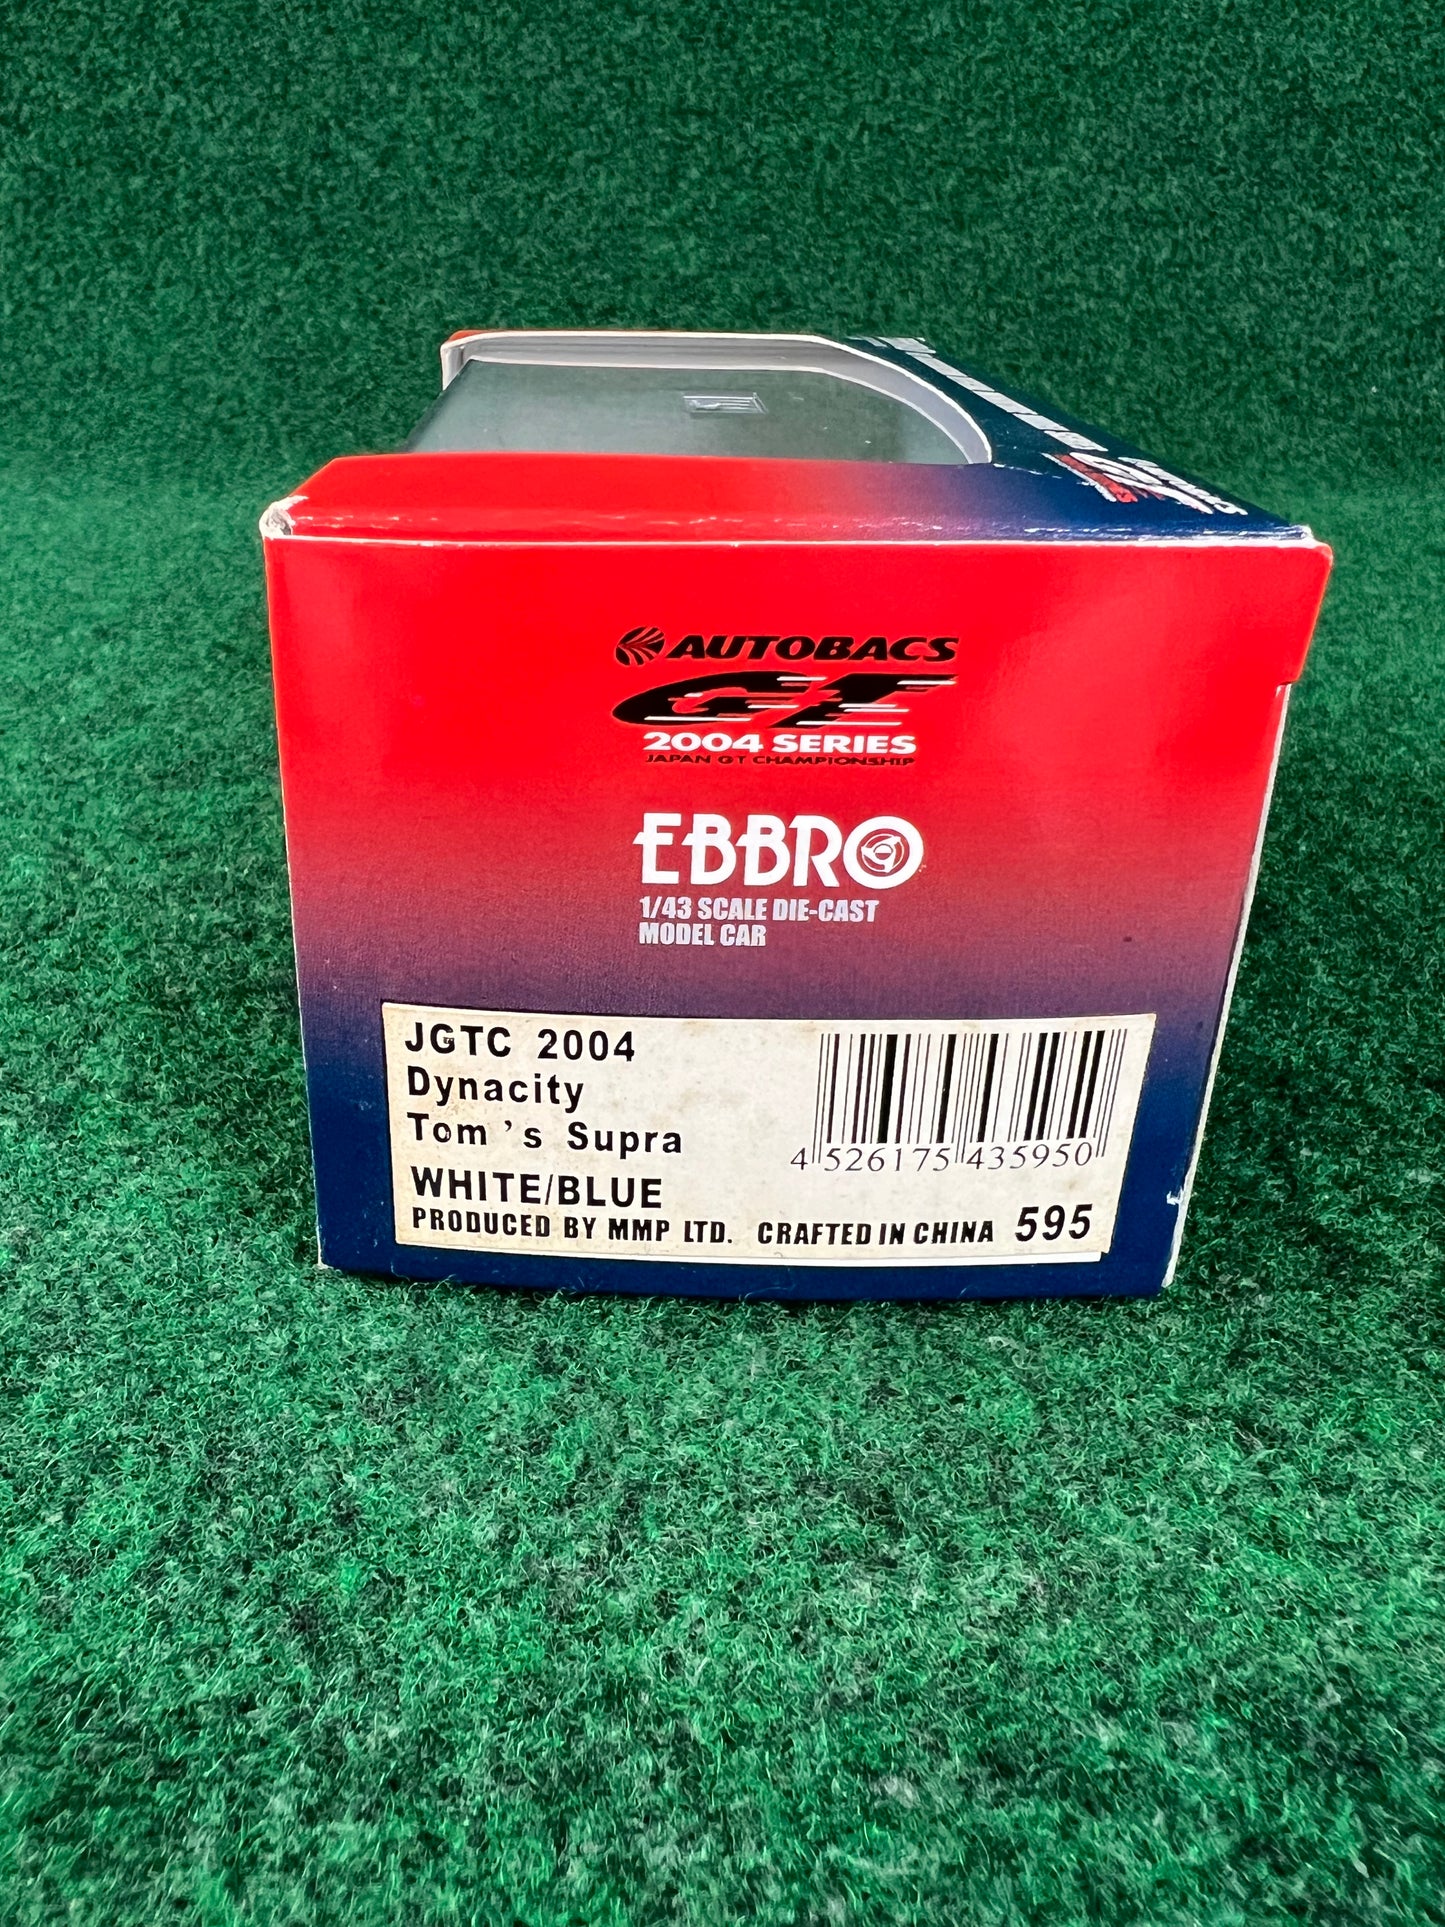 AUTOBACS
GT
2004 SERIES
JAPAN GT CHAMPIONSHIP
EBBRO
1/43 SCALE DIE-CAST
MODEL CAR
JGTC 2004
Dynacity
Tom's Supra
WHITE/BLUE
4 526175 435950
PRODUCED BY MMP LTD. CRAFTED IN CHINA 595